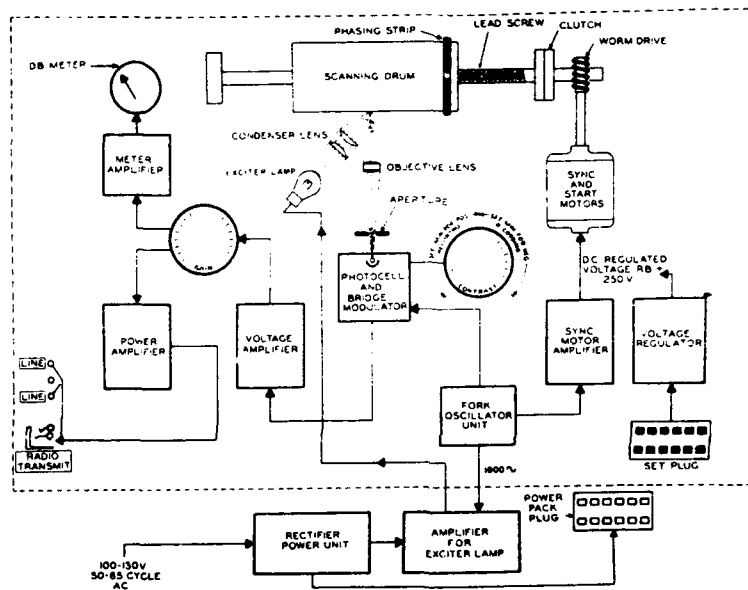 PHASING STRIP
LEAD SCREW
CLUTCH
WORM DRIVE
DB METER
SCANNING DRUM
CONDENSER LENS
METER
AMPLIFIER
EXCITER LAMP
OBJECTIVE LENS
SYNC
AND
START
MOTORS
APERTURE
GAIN
CONTRAST
PHOTOCELL
AND
BRIDGE
MODULATOR
DC REGULATED
VOLTAGE RB +
250 V
POWER
AMPLIFIER
VOLTAGE
AMPLIFIER
SYNC
MOTOR
AMPLIFIER
VOLTAGE
REGULATOR
LINE
LINE
RADIO
TRANSMIT
FORK
OSCILLATOR
UNIT
SET PLUG
1800~
POWER
PACK
PLUG
RECTIFIER
POWER UNIT
AMPLIFIER
FOR
EXCITER LAMP
100-130V
50-65 CYCLE
AC